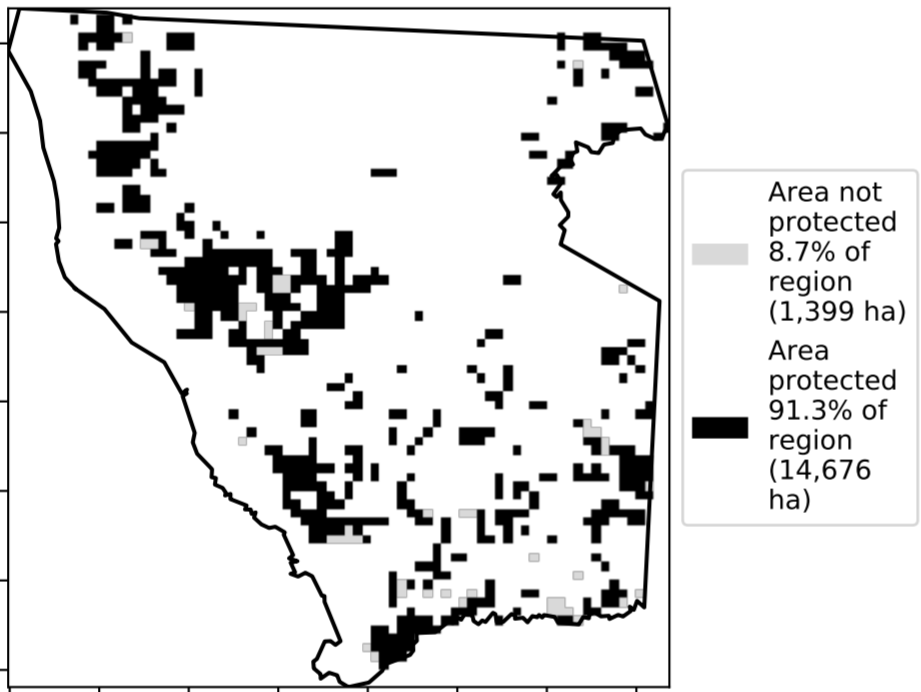 Area not
protected
8.7% of
region
(1,399 ha)
Area
protected
91.3% of
region
(14,676
ha)